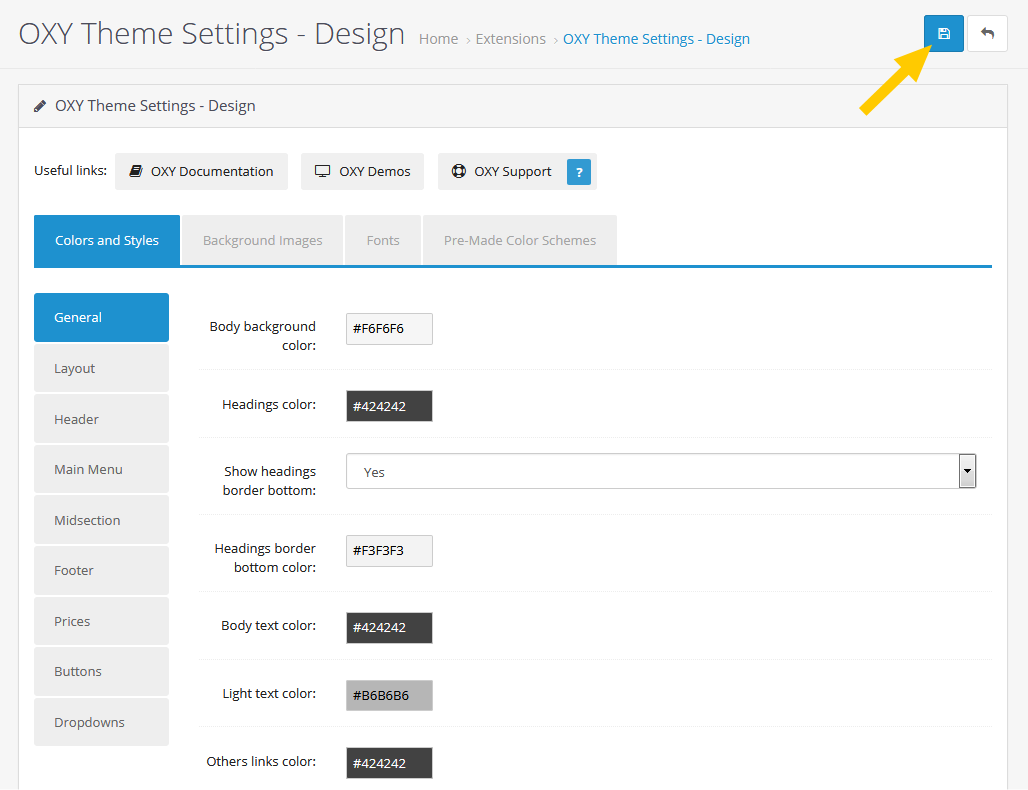 OXY Theme Settings - Design
Home › Extensions › OXY Theme Settings - Design
OXY Theme Settings - Design
Useful links: OXY Documentation OXY Demos OXY Support ?
Colors and Styles Background Images Fonts Pre-Made Color Schemes
General
Layout
Header
Main Menu
Midsection
Footer
Prices
Buttons
Dropdowns
Body background
color:
#F6F6F6
Headings color: #424242
Show headings
border bottom:
Yes
Headings border
bottom color:
#F3F3F3
Body text color: #424242
Light text color: #B6B6B6
Others links color: #424242